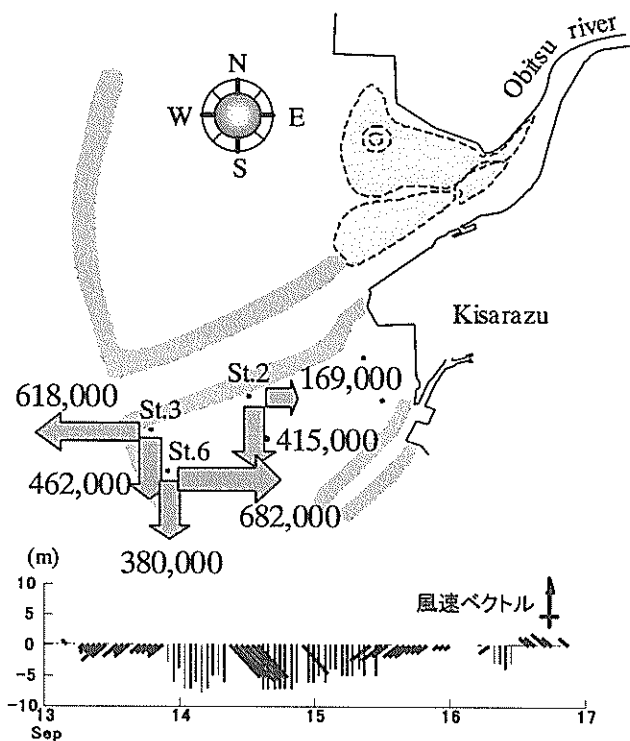 N
W E
S
Obitsu river
Kisarazu
St.2 169,000
618,000 St.3
415,000
St.6
462,000
682,000
380,000
(m)
風速ベクトル
10
5
0
-5
-10
13 14 15 16 17
Sep